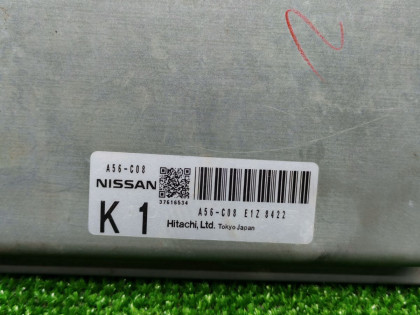 A56-C08
NISSAN
37616534
A56-C08 E1Z 8422
K1
Hitachi, Ltd. Tokyo Japan